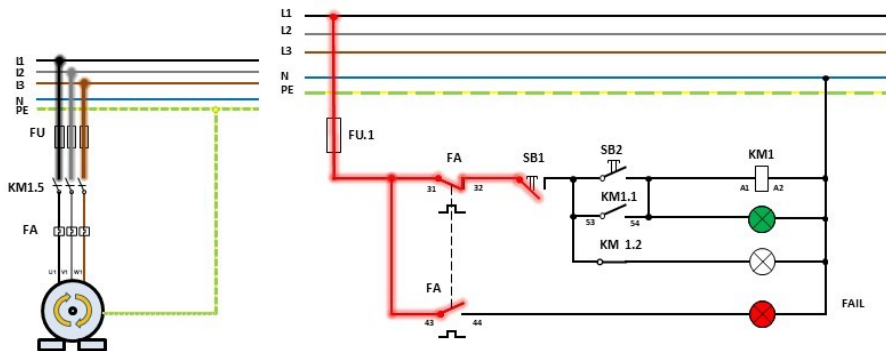 L1
L2
L3
N
PE
FU
KM1.5
FA
U1 V1 W1
L1
L2
L3
N
PE
FU.1
FA
SB1
SB2
KM1
31
32
A1
A2
KM1.1
53
54
KM 1.2
FA
43
44
FAIL